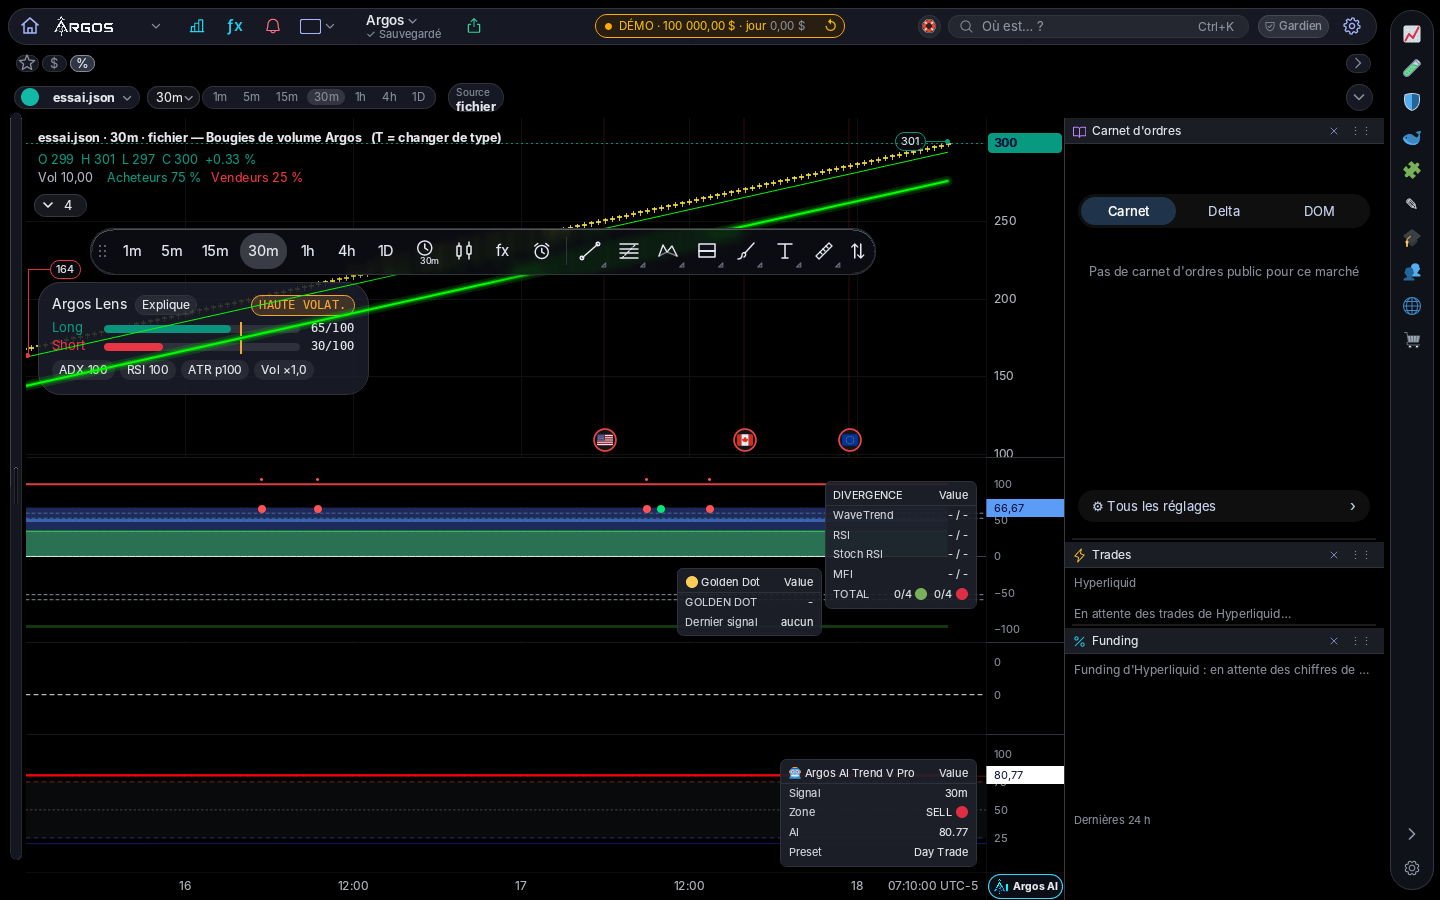 ARGOS
fx
Argos
✓ Sauvegardé
DÉMO · 100 000,00 $ · jour 0,00 $
Où est... ?
Ctrl+K
Gardien
$
%
essai.json
30m
1m 5m 15m 30m 1h 4h 1D
Source
fichier
essai.json · 30m · fichier — Bougies de volume Argos (T = changer de type)
O 299 H 301 L 297 C 300 +0.33 %
Vol 10,00 Acheteurs 75 % Vendeurs 25 %
4
301
300
250
200
150
100
1m 5m 15m 30m 1h 4h 1D
30m
fx
164
Argos Lens
Explique
HAUTE VOLAT.
Long
65/100
Short
30/100
ADX 100
RSI 100
ATR p100
Vol ×1,0
100
66,67
50
0
−50
−100
DIVERGENCE Value
WaveTrend - / -
RSI - / -
Stoch RSI - / -
MFI - / -
TOTAL 0/4 0/4
Golden Dot Value
GOLDEN DOT -
Dernier signal aucun
0
0
100
80,77
50
25
Argos AI Trend V Pro Value
Signal 30m
Zone SELL
AI 80.77
Preset Day Trade
16 12:00 17 12:00 18 07:10:00 UTC-5
Argos AI
Carnet d'ordres
Carnet
Delta
DOM
Pas de carnet d'ordres public pour ce marché
Tous les réglages
Trades
Hyperliquid
En attente des trades de Hyperliquid...
Funding
Funding d'Hyperliquid : en attente des chiffres de ...
Dernières 24 h